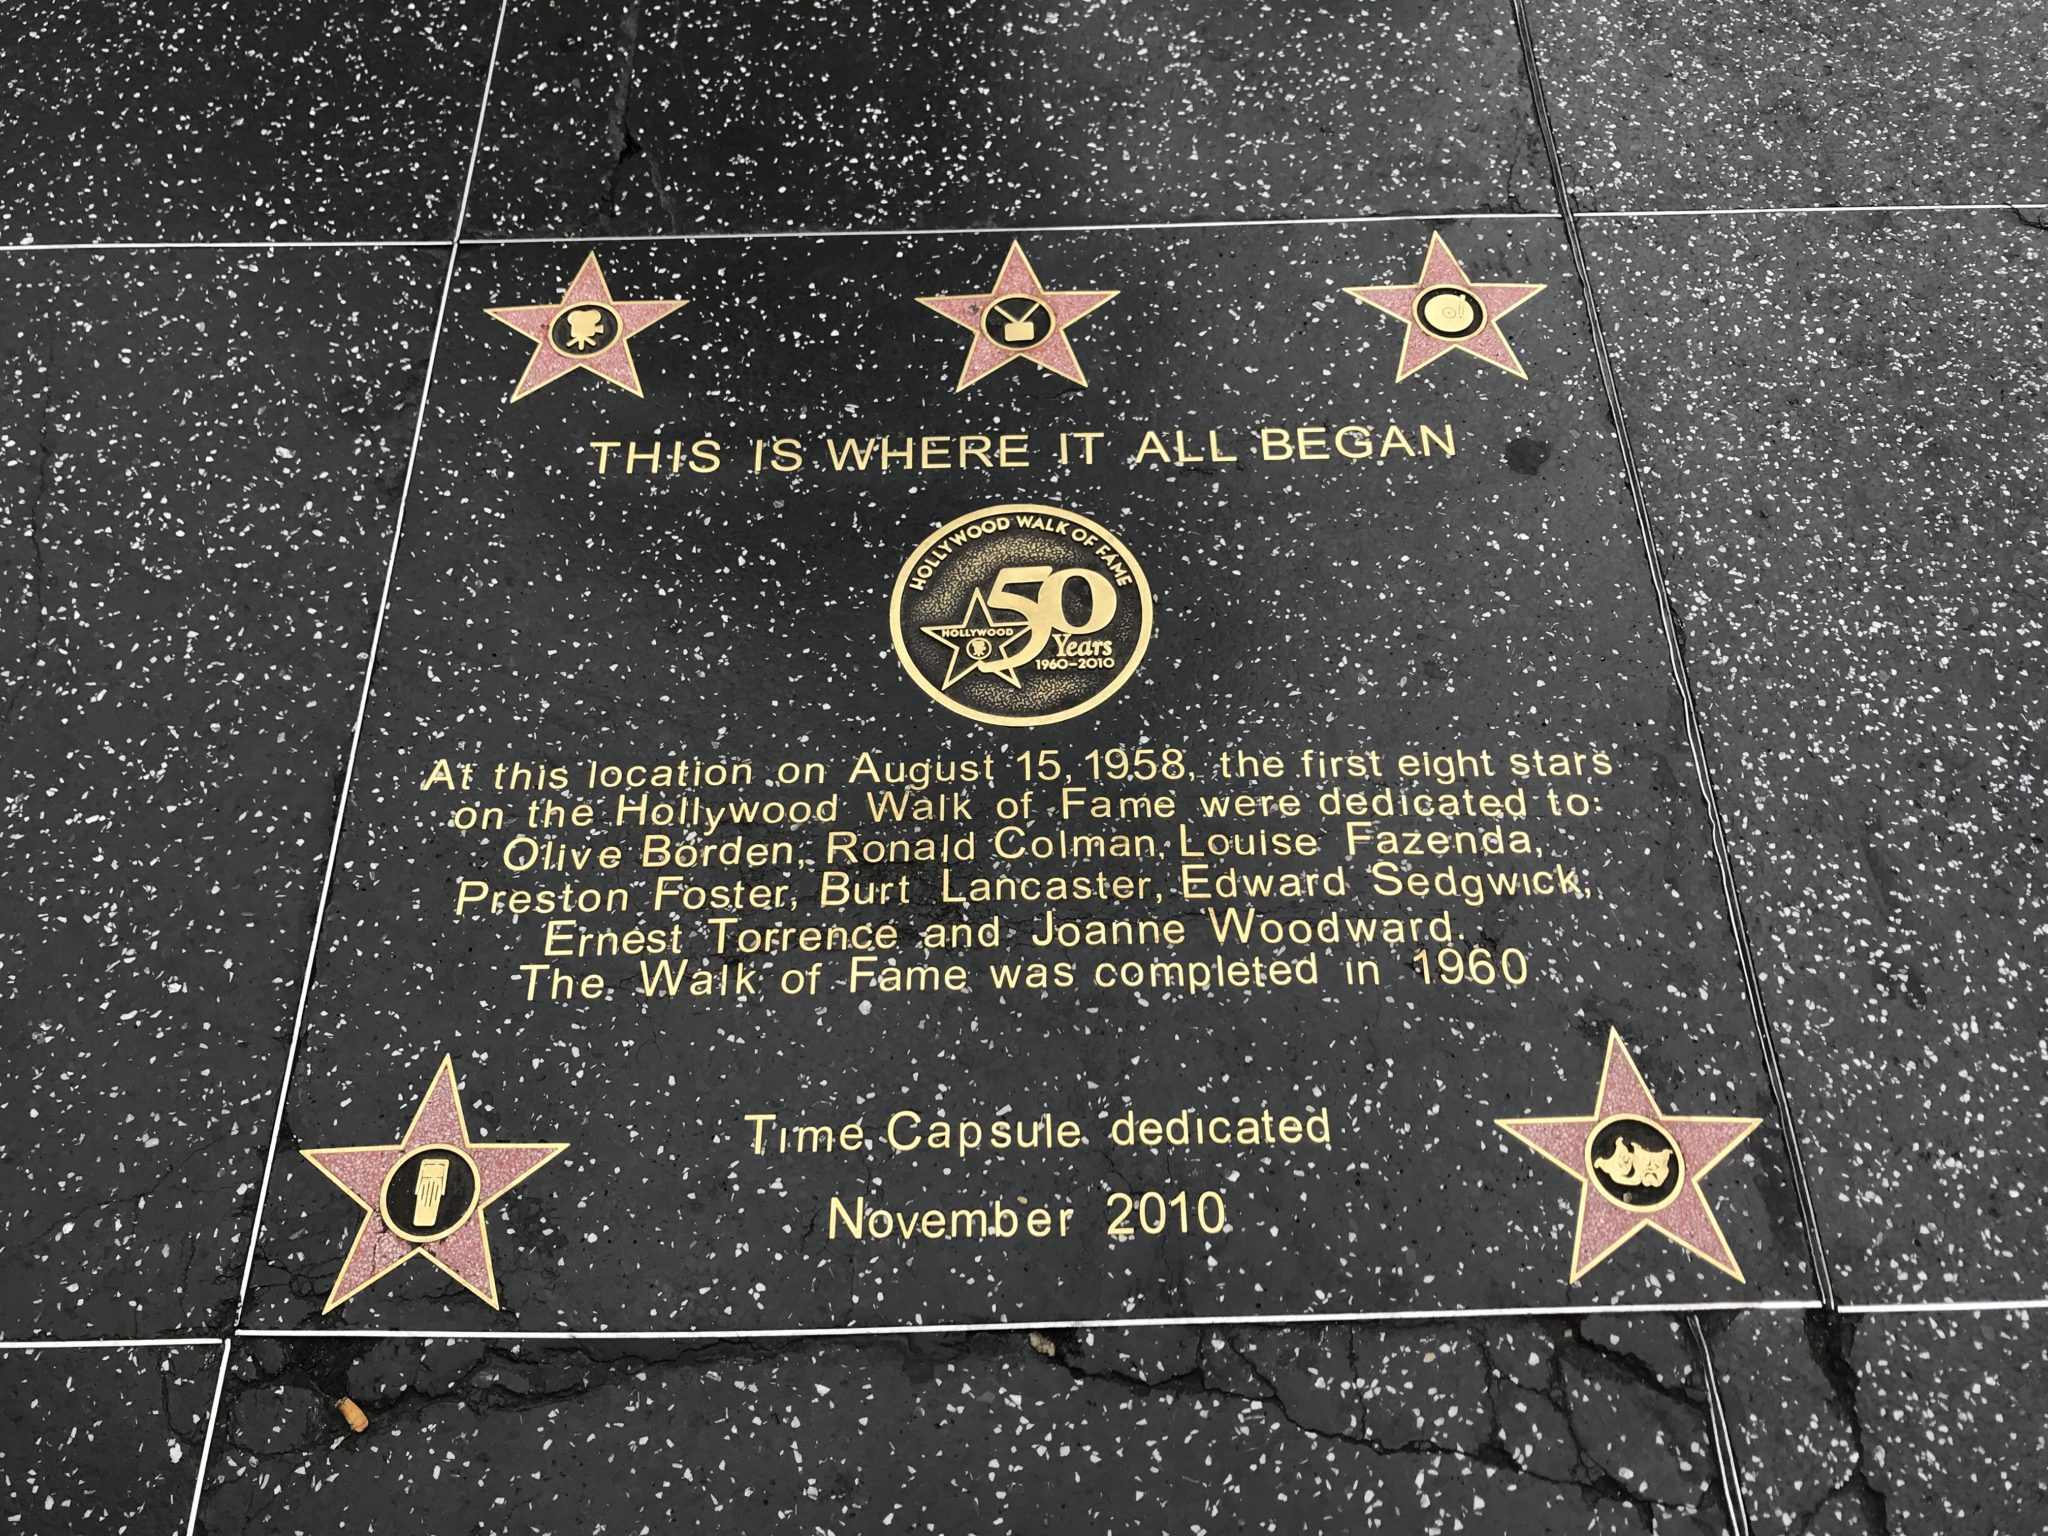 THIS IS WHERE IT ALL BEGAN
HOLLYWOOD WALK OF FAME
50
HOLLYWOOD
Years
1960-2010
At this location on August 15, 1958, the first eight stars
on the Hollywood Walk of Fame were dedicated to:
Olive Borden, Ronald Colman, Louise Fazenda,
Preston Foster, Burt Lancaster, Edward Sedgwick,
Ernest Torrence and Joanne Woodward.
The Walk of Fame was completed in 1960
Time Capsule dedicated
November 2010